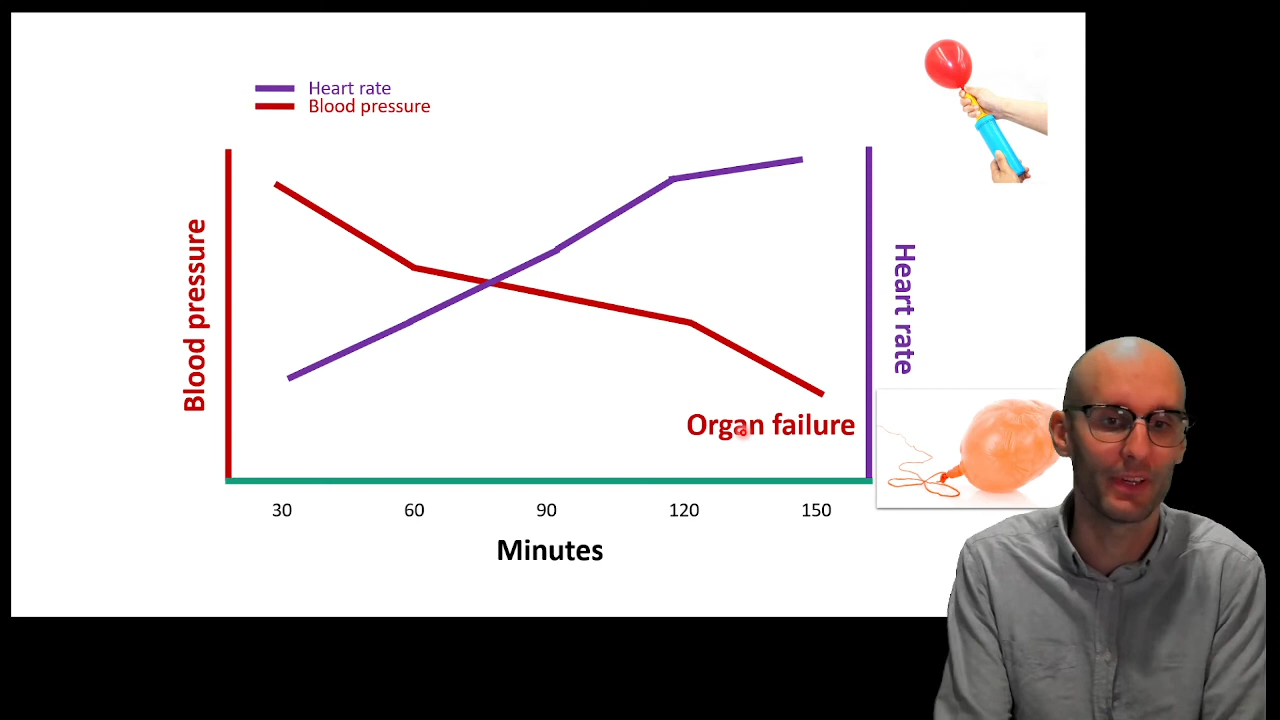 Heart rate
Blood pressure
Blood pressure
Heart rate
Organ failure
30 60 90 120 150
Minutes